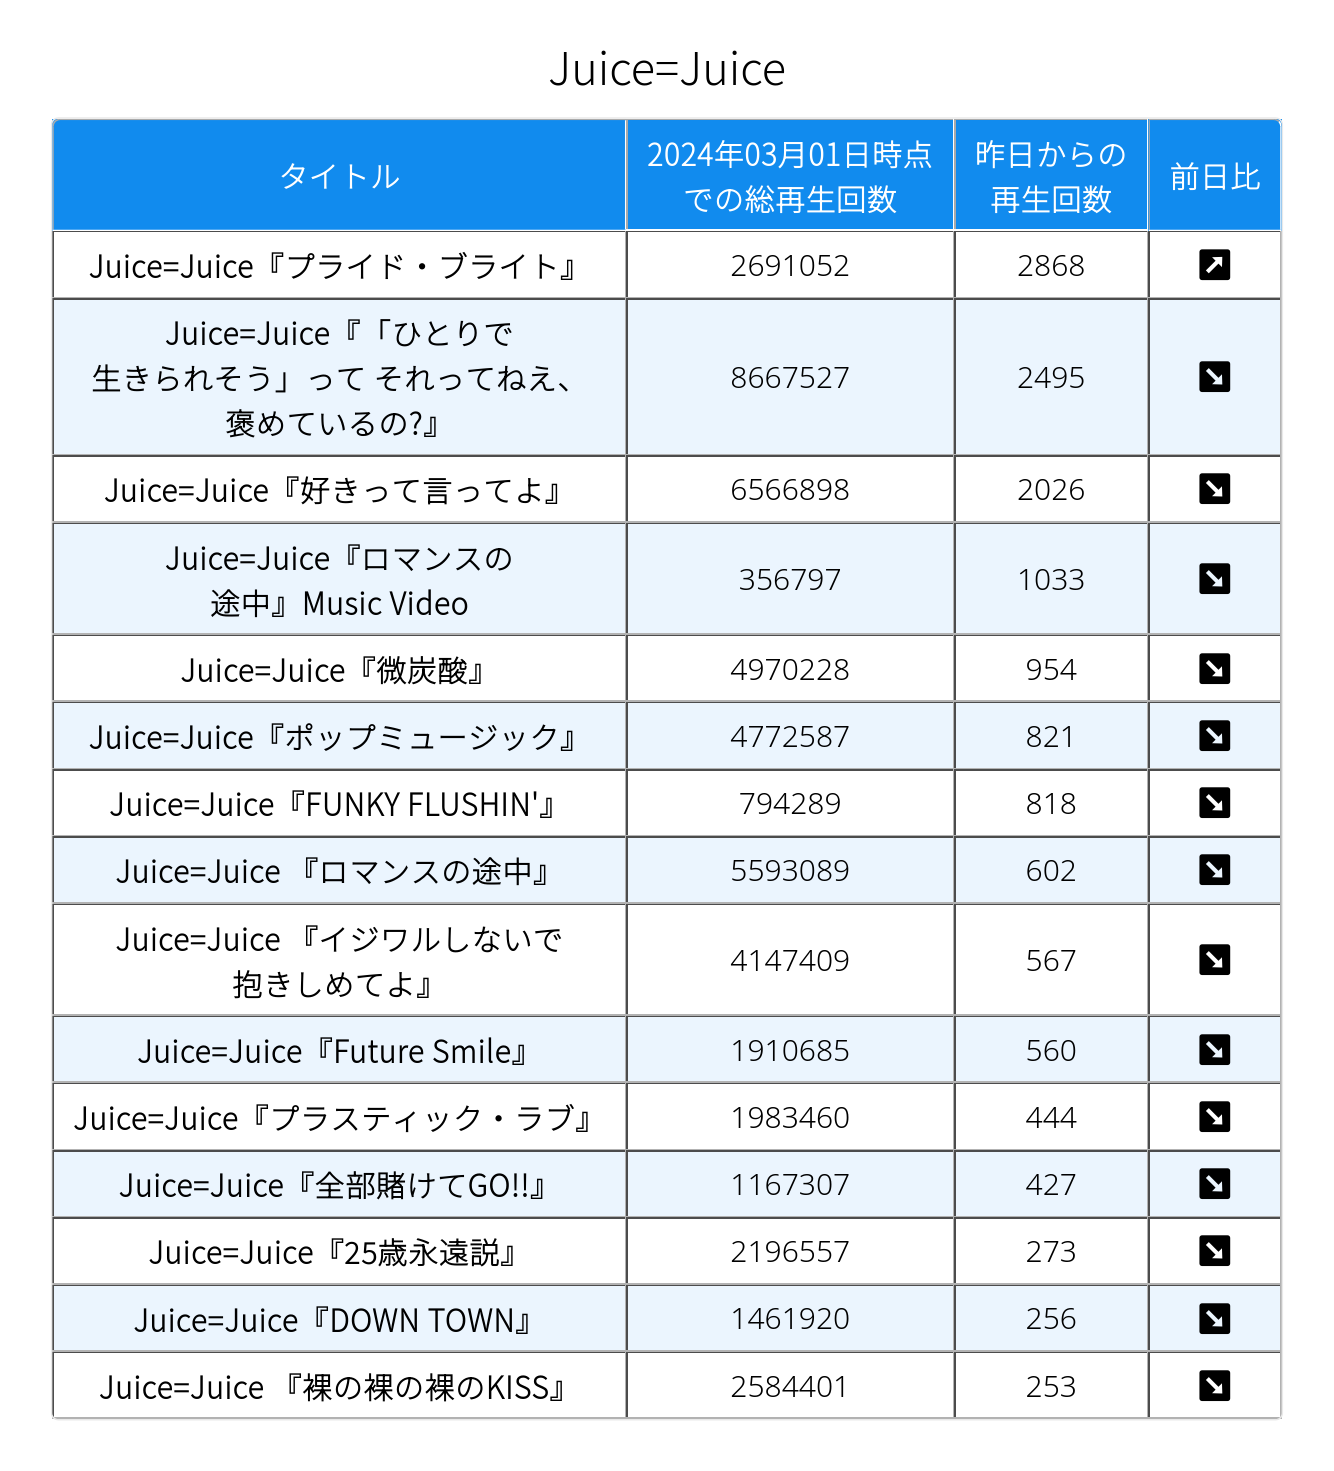 Juice=Juice
タイトル
2024年03月01日時点
での総再生回数
昨日からの
再生回数
前日比
Juice=Juice『プライド・ブライト』 2691052 2868
Juice=Juice『「ひとりで
生きられそう」って それってねえ、
褒めているの?』
8667527 2495
Juice=Juice『好きって言ってよ』 6566898 2026
Juice=Juice『ロマンスの
途中』Music Video
356797 1033
Juice=Juice『微炭酸』 4970228 954
Juice=Juice『ポップミュージック』 4772587 821
Juice=Juice『FUNKY FLUSHIN'』 794289 818
Juice=Juice 『ロマンスの途中』 5593089 602
Juice=Juice 『イジワルしないで
抱きしめてよ』
4147409 567
Juice=Juice『Future Smile』 1910685 560
Juice=Juice『プラスティック・ラブ』 1983460 444
Juice=Juice『全部賭けてGO!!』 1167307 427
Juice=Juice『25歳永遠説』 2196557 273
Juice=Juice『DOWN TOWN』 1461920 256
Juice=Juice 『裸の裸の裸のKISS』 2584401 253